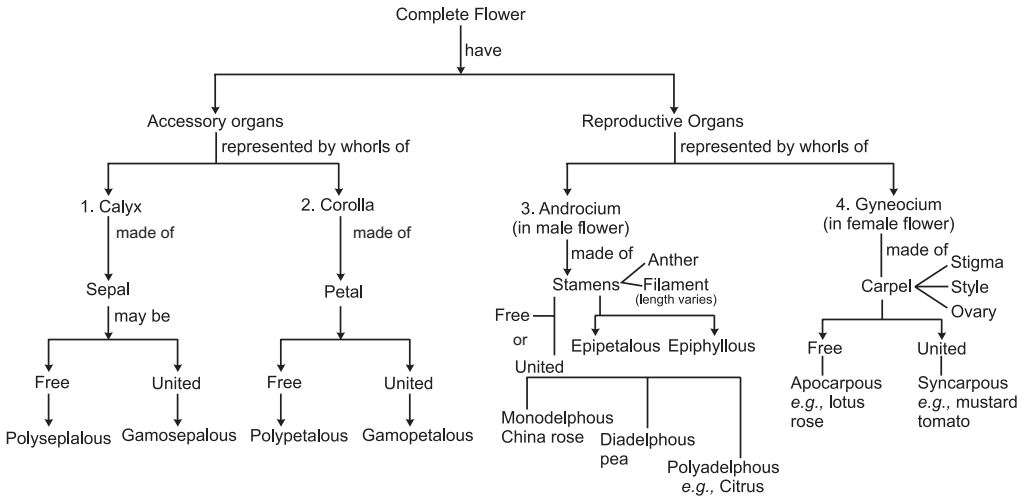 Complete Flower
have
Accessory organs
Reproductive Organs
represented by whorls of
represented by whorls of
1. Calyx
2. Corolla
3. Androcium
(in male flower)
4. Gyneocium
(in female flower)
made of
made of
made of
made of
Sepal
Petal
Stamens
Anther
Filament
(length varies)
Carpel
Stigma
Style
Ovary
may be
Free
or
United
Epipetalous
Epiphyllous
Free
United
Free
United
Free
United
Polyseplalous
Gamosepalous
Polypetalous
Gamopetalous
Monodelphous
China rose
Diadelphous
pea
Polyadelphous
e.g., Citrus
Apocarpous
e.g., lotus
rose
Syncarpous
e.g., mustard
tomato